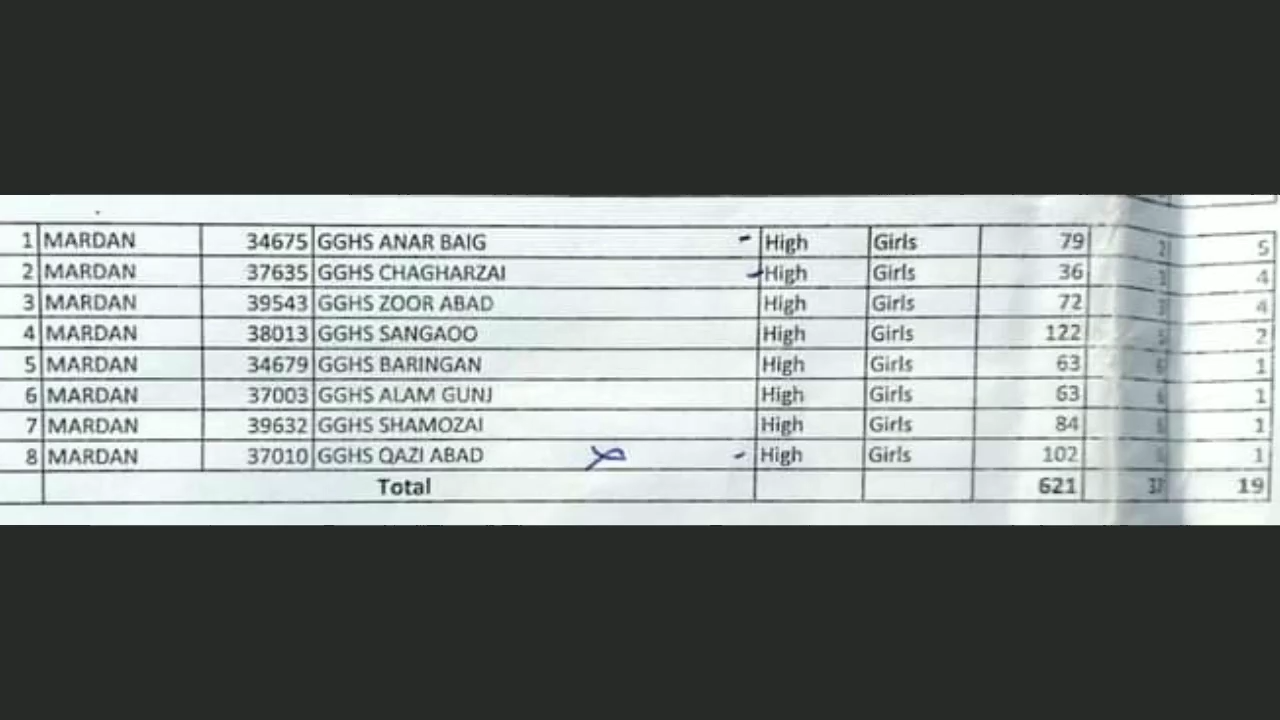 1 MARDAN 34675 GGHS ANAR BAIG High Girls 79 2 5
2 MARDAN 37635 GGHS CHAGHARZAI High Girls 36 1 4
3 MARDAN 39543 GGHS ZOOR ABAD High Girls 72 4
4 MARDAN 38013 GGHS SANGAOO High Girls 122 5 2
5 MARDAN 34679 GGHS BARINGAN High Girls 63 1
6 MARDAN 37003 GGHS ALAM GUNJ High Girls 63 1
7 MARDAN 39632 GGHS SHAMOZAI High Girls 84 1
8 MARDAN 37010 GGHS QAZI ABAD High Girls 102 1
Total 621 19